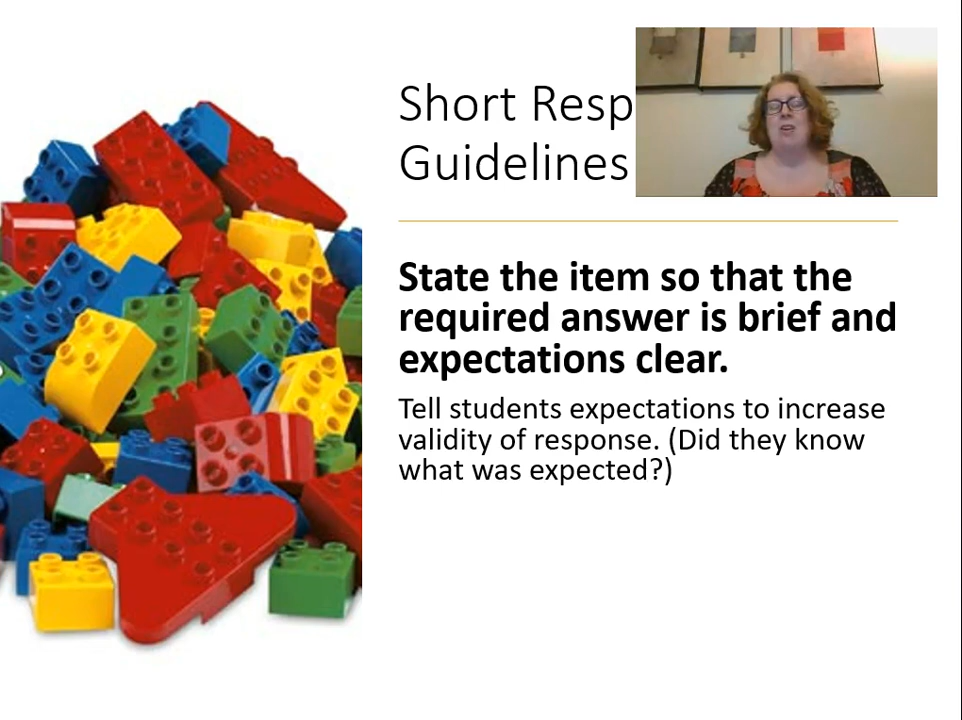 Short Resp
Guidelines
State the item so that the
required answer is brief and
expectations clear.
Tell students expectations to increase
validity of response. (Did they know
what was expected?)